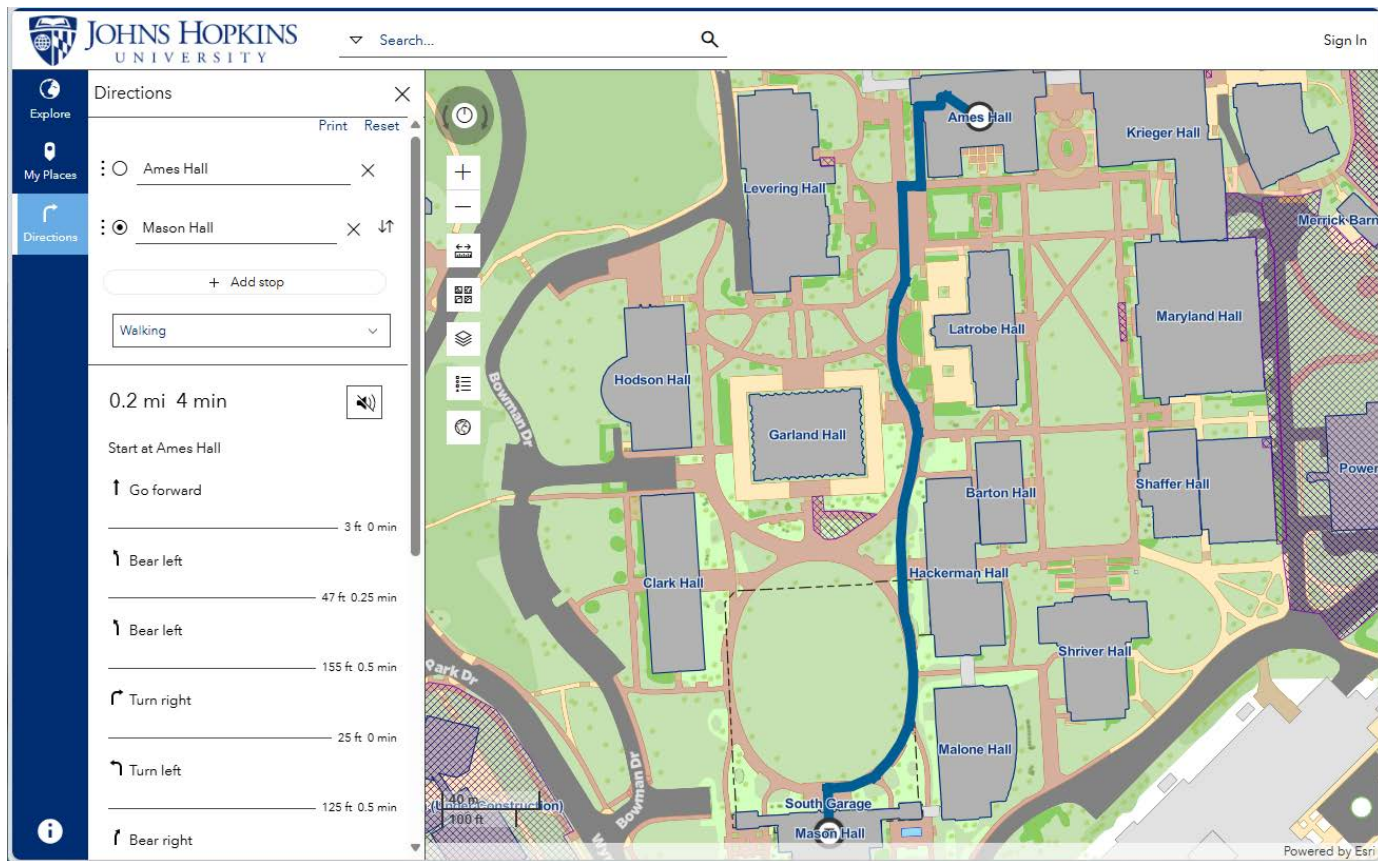 JOHNS HOPKINS
UNIVERSITY
Search...
Sign In
Explore
My Places
Directions
Directions
Print Reset
Ames Hall
Mason Hall
+ Add stop
Walking
0.2 mi 4 min
Start at Ames Hall
Go forward
3 ft 0 min
Bear left
47 ft 0.25 min
Bear left
155 ft 0.5 min
Turn right
25 ft 0 min
Turn left
125 ft 0.5 min
Bear right
Ames Hall
Krieger Hall
Levering Hall
Merrick Barn
Maryland Hall
Latrobe Hall
Hodson Hall
Bowman Dr
Garland Hall
Power
Shaffer Hall
Barton Hall
Hackerman Hall
Clark Hall
Shriver Hall
Park Dr
Malone Hall
Bowman Dr
40 m
(Under Construction)
100 ft
South Garage
Mason Hall
Wy
Powered by Esri